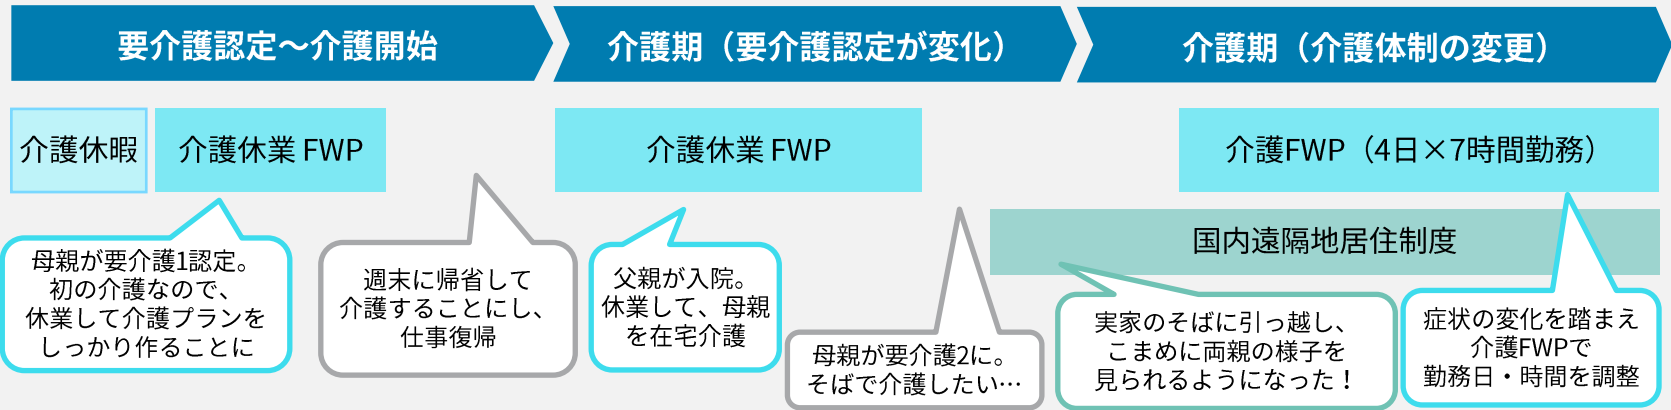 要介護認定～介護開始
介護期（要介護認定が変化）
介護期（介護体制の変更）
介護休暇
介護休業 FWP
介護休業 FWP
介護FWP（4日×7時間勤務）
国内遠隔地居住制度
母親が要介護1認定。
初の介護なので、
休業して介護プランを
しっかり作ることに
週末に帰省して
介護することにし、
仕事復帰
父親が入院。
休業して、母親
を在宅介護
母親が要介護2に。
そばで介護したい…
実家のそばに引っ越し、
こまめに両親の様子を
見られるようになった！
症状の変化を踏まえ
介護FWPで
勤務日・時間を調整